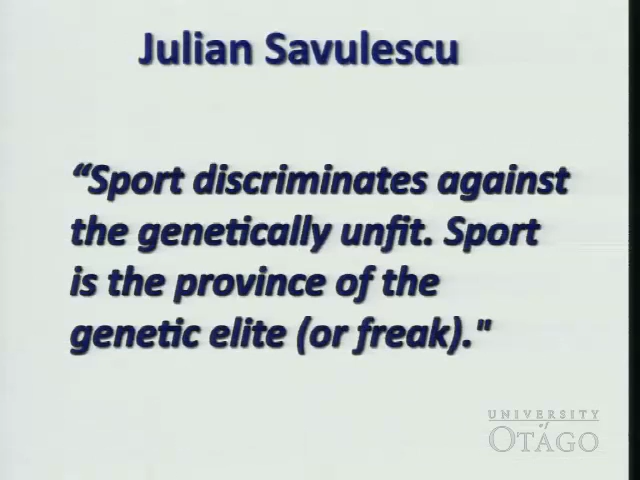 Julian Savulescu
“Sport discriminates against
the genetically unfit. Sport
is the province of the
genetic elite (or freak)."
UNIVERSITY
of
OTAGO